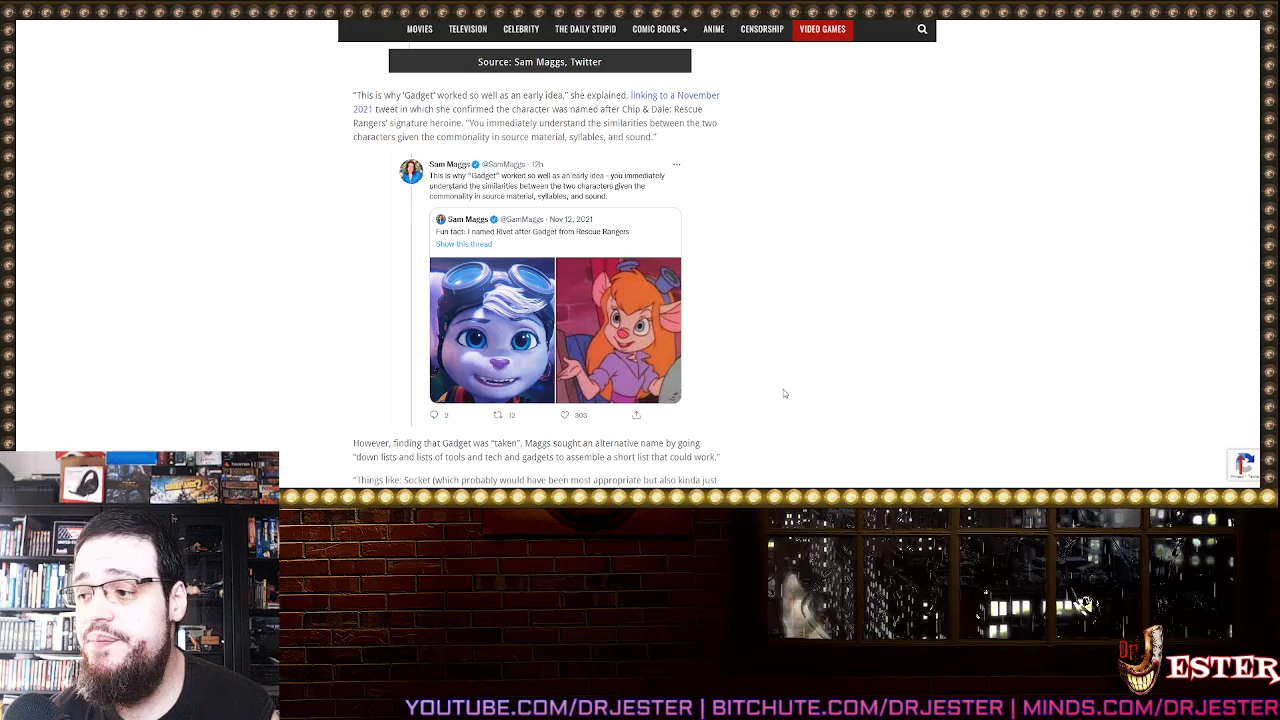 MOVIES TELEVISION CELEBRITY THE DAILY STUPID COMIC BOOKS + ANIME CENSORSHIP VIDEO GAMES
Source: Sam Maggs, Twitter
“This is why ‘Gadget’ worked so well as an early idea,” she explained, linking to a November
2021 tweet in which she confirmed the character was named after Chip & Dale: Rescue
Rangers’ signature heroine. “You immediately understand the similarities between the two
characters given the commonality in source material, syllables, and sound.”
Sam Maggs @SamMaggs · 12h
This is why “Gadget” worked so well as an early idea - you immediately
understand the similarities between the two characters given the
commonality in source material, syllables, and sound.
Sam Maggs @SamMaggs · Nov 12, 2021
Fun fact: I named Rivet after Gadget from Rescue Rangers
Show this thread
2 12 303
However, finding that Gadget was “taken”, Maggs sought an alternative name by going
“down lists and lists of tools and tech and gadgets to assemble a short list that could work.”
“Things like: Socket (which probably would have been most appropriate but also kinda just
Dr.
JESTER
YOUTUBE.COM/DRJESTER | BITCHUTE.COM/DRJESTER | MINDS.COM/DRJESTER